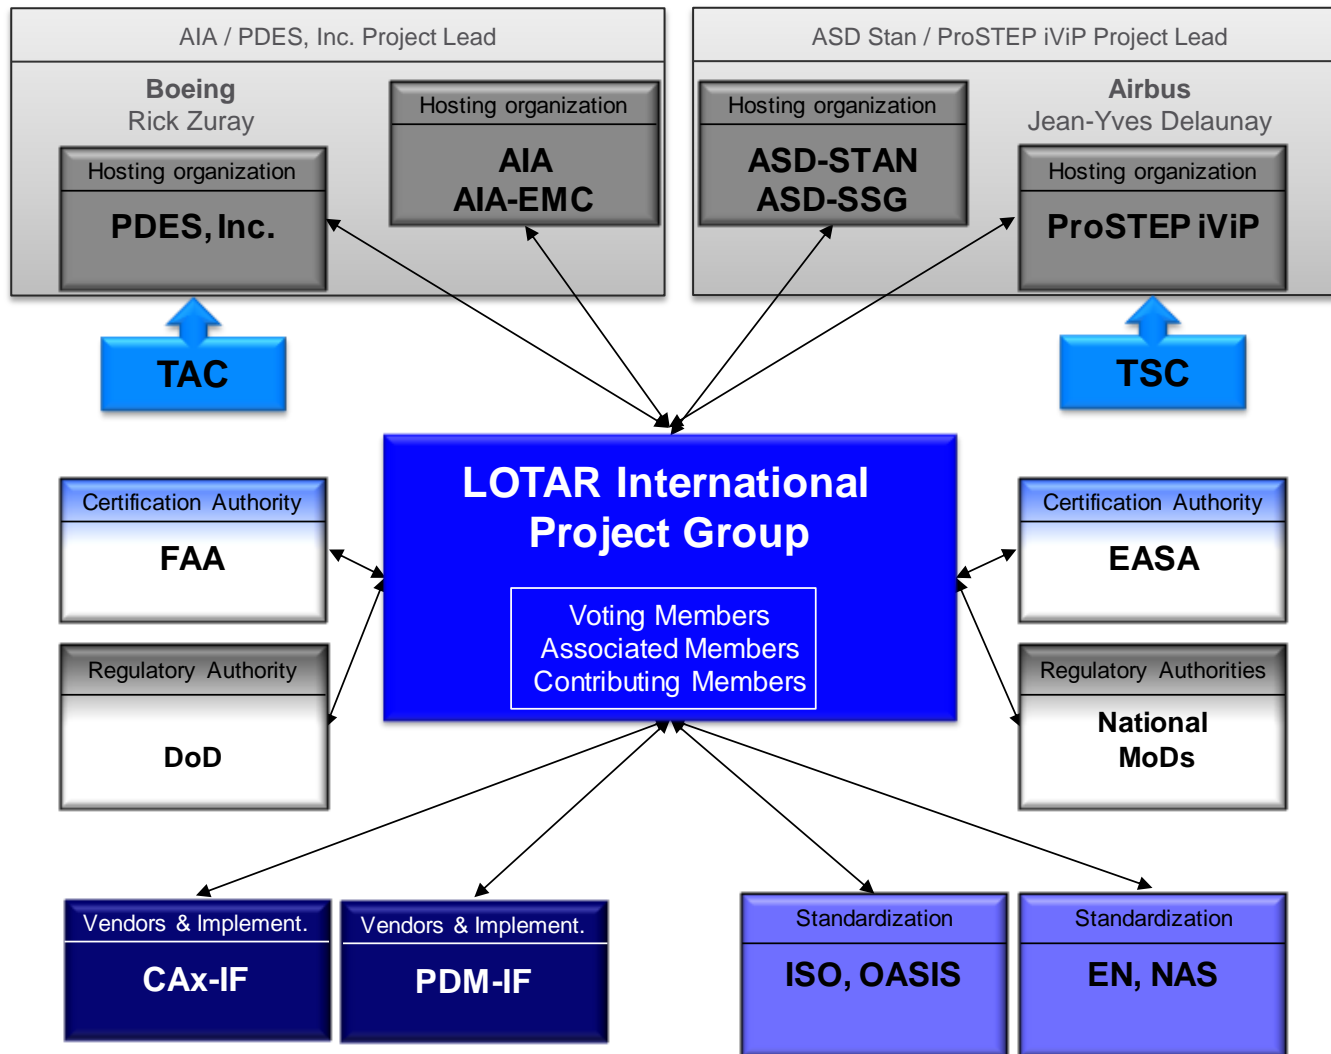 AIA / PDES, Inc. Project Lead
Boeing
Rick Zuray
Hosting organization
PDES, Inc.
Hosting organization
AIA
AIA-EMC
TAC
ASD Stan / ProSTEP iViP Project Lead
Hosting organization
ASD-STAN
ASD-SSG
Airbus
Jean-Yves Delaunay
Hosting organization
ProSTEP iViP
TSC
LOTAR International
Project Group
Voting Members
Associated Members
Contributing Members
Certification Authority
FAA
Regulatory Authority
DoD
Certification Authority
EASA
Regulatory Authorities
National
MoDs
Vendors & Implement.
CAx-IF
Vendors & Implement.
PDM-IF
Standardization
ISO, OASIS
Standardization
EN, NAS